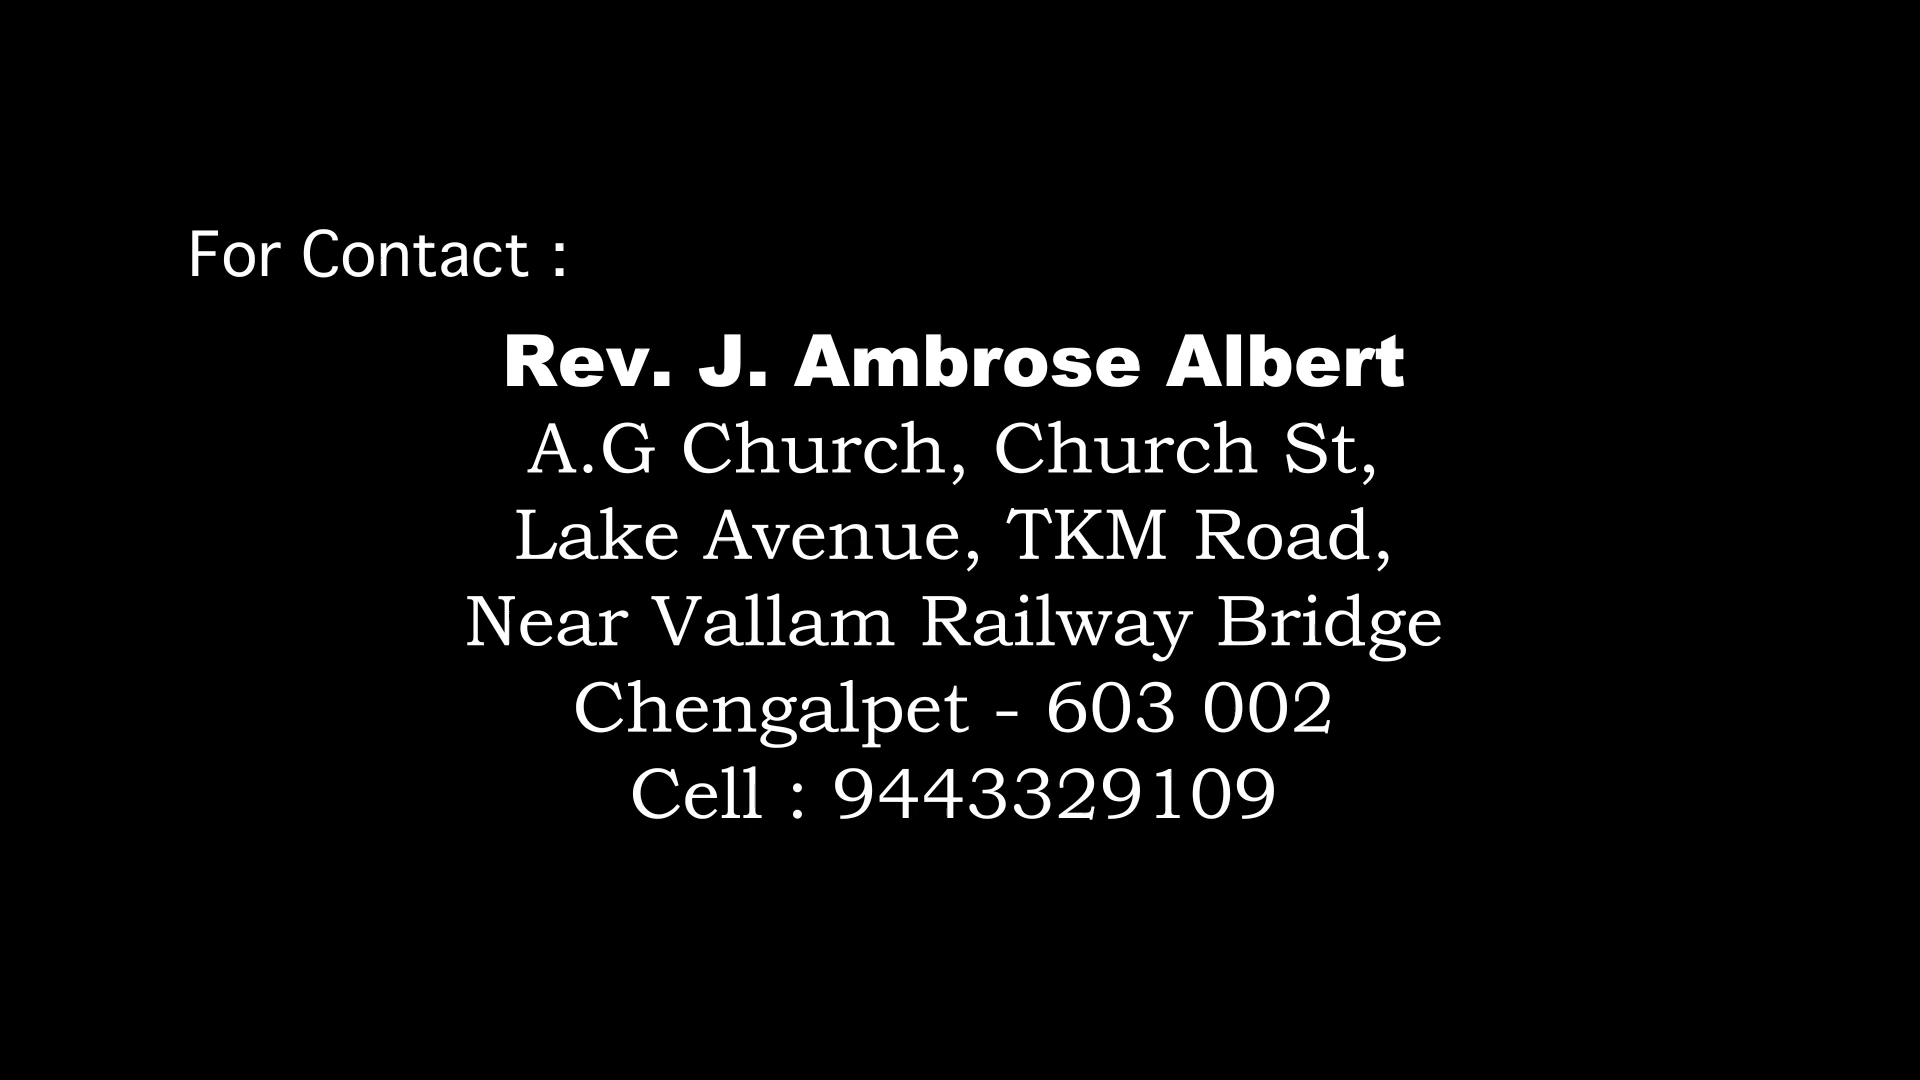 For Contact :
Rev. J. Ambrose Albert
A.G Church, Church St,
Lake Avenue, TKM Road,
Near Vallam Railway Bridge
Chengalpet - 603 002
Cell : 9443329109